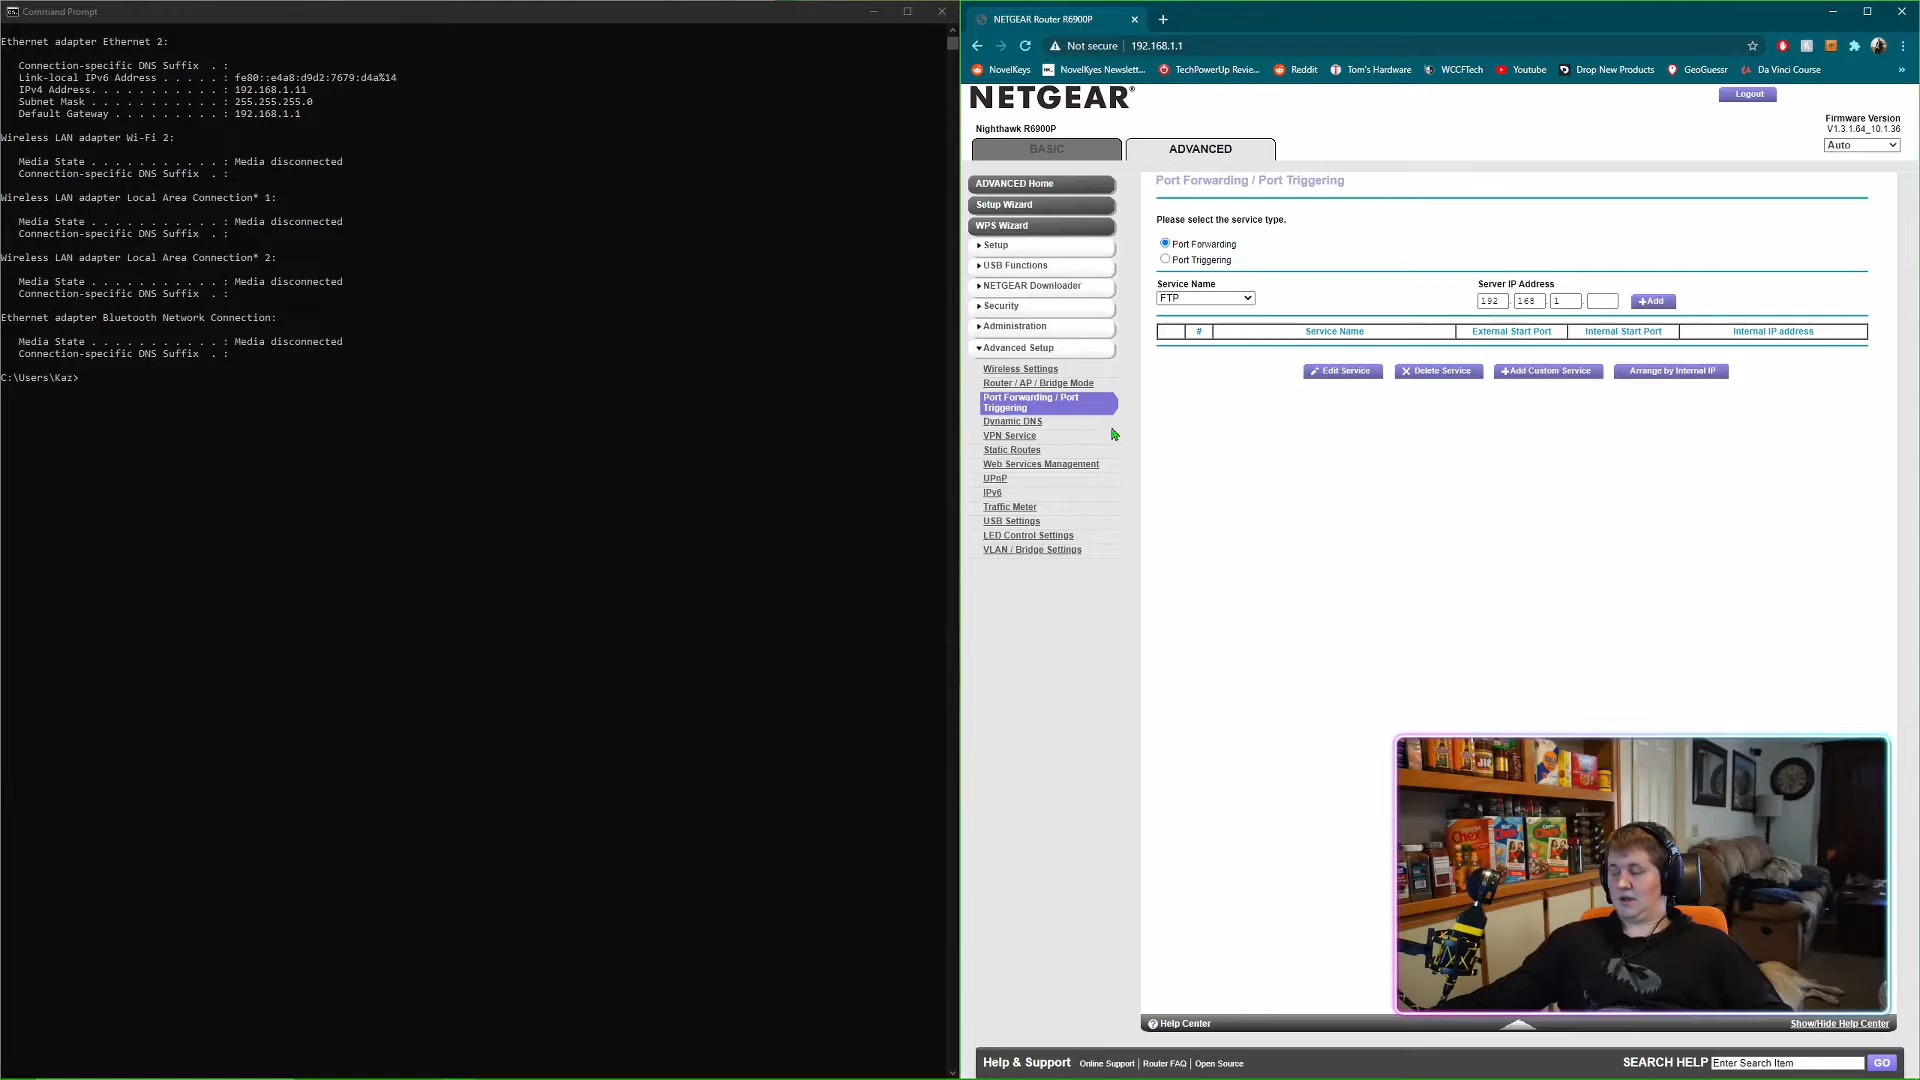 Command Prompt
Ethernet adapter Ethernet 2:
Connection-specific DNS Suffix  . :
Link-local IPv6 Address . . . . . : fe80::e4a8:d9d2:7679:d4a%14
IPv4 Address. . . . . . . . . . . : 192.168.1.11
Subnet Mask . . . . . . . . . . . : 255.255.255.0
Default Gateway . . . . . . . . . : 192.168.1.1
Wireless LAN adapter Wi-Fi 2:
Media State . . . . . . . . . . . : Media disconnected
Connection-specific DNS Suffix  . :
Wireless LAN adapter Local Area Connection* 1:
Media State . . . . . . . . . . . : Media disconnected
Connection-specific DNS Suffix  . :
Wireless LAN adapter Local Area Connection* 2:
Media State . . . . . . . . . . . : Media disconnected
Connection-specific DNS Suffix  . :
Ethernet adapter Bluetooth Network Connection:
Media State . . . . . . . . . . . : Media disconnected
Connection-specific DNS Suffix  . :
C:\Users\Kaz>
NETGEAR Router R6900P
Not secure 192.168.1.1
NovelKeys NovelKyes Newslett... TechPowerUp Revie... Reddit Tom's Hardware WCCFTech Youtube Drop New Products GeoGuessr Da Vinci Course »
NETGEAR®
Logout
Nighthawk R6900P
Firmware Version
V1.3.1.64_10.1.36
Auto
BASIC ADVANCED
ADVANCED Home
Setup Wizard
WPS Wizard
Setup
USB Functions
NETGEAR Downloader
Security
Administration
Advanced Setup
Wireless Settings
Router / AP / Bridge Mode
Port Forwarding / Port
Triggering
Dynamic DNS
VPN Service
Static Routes
Web Services Management
UPnP
IPv6
Traffic Meter
USB Settings
LED Control Settings
VLAN / Bridge Settings
Port Forwarding / Port Triggering
Please select the service type.
Port Forwarding
Port Triggering
Service Name Server IP Address
FTP 192 . 168 . 1 . +Add
# Service Name External Start Port Internal Start Port Internal IP address
Edit Service Delete Service +Add Custom Service Arrange by Internal IP
Jif
Chex Chex Chex
Help Center Show/Hide Help Center
Help & Support Online Support | Router FAQ | Open Source SEARCH HELP Enter Search Item GO